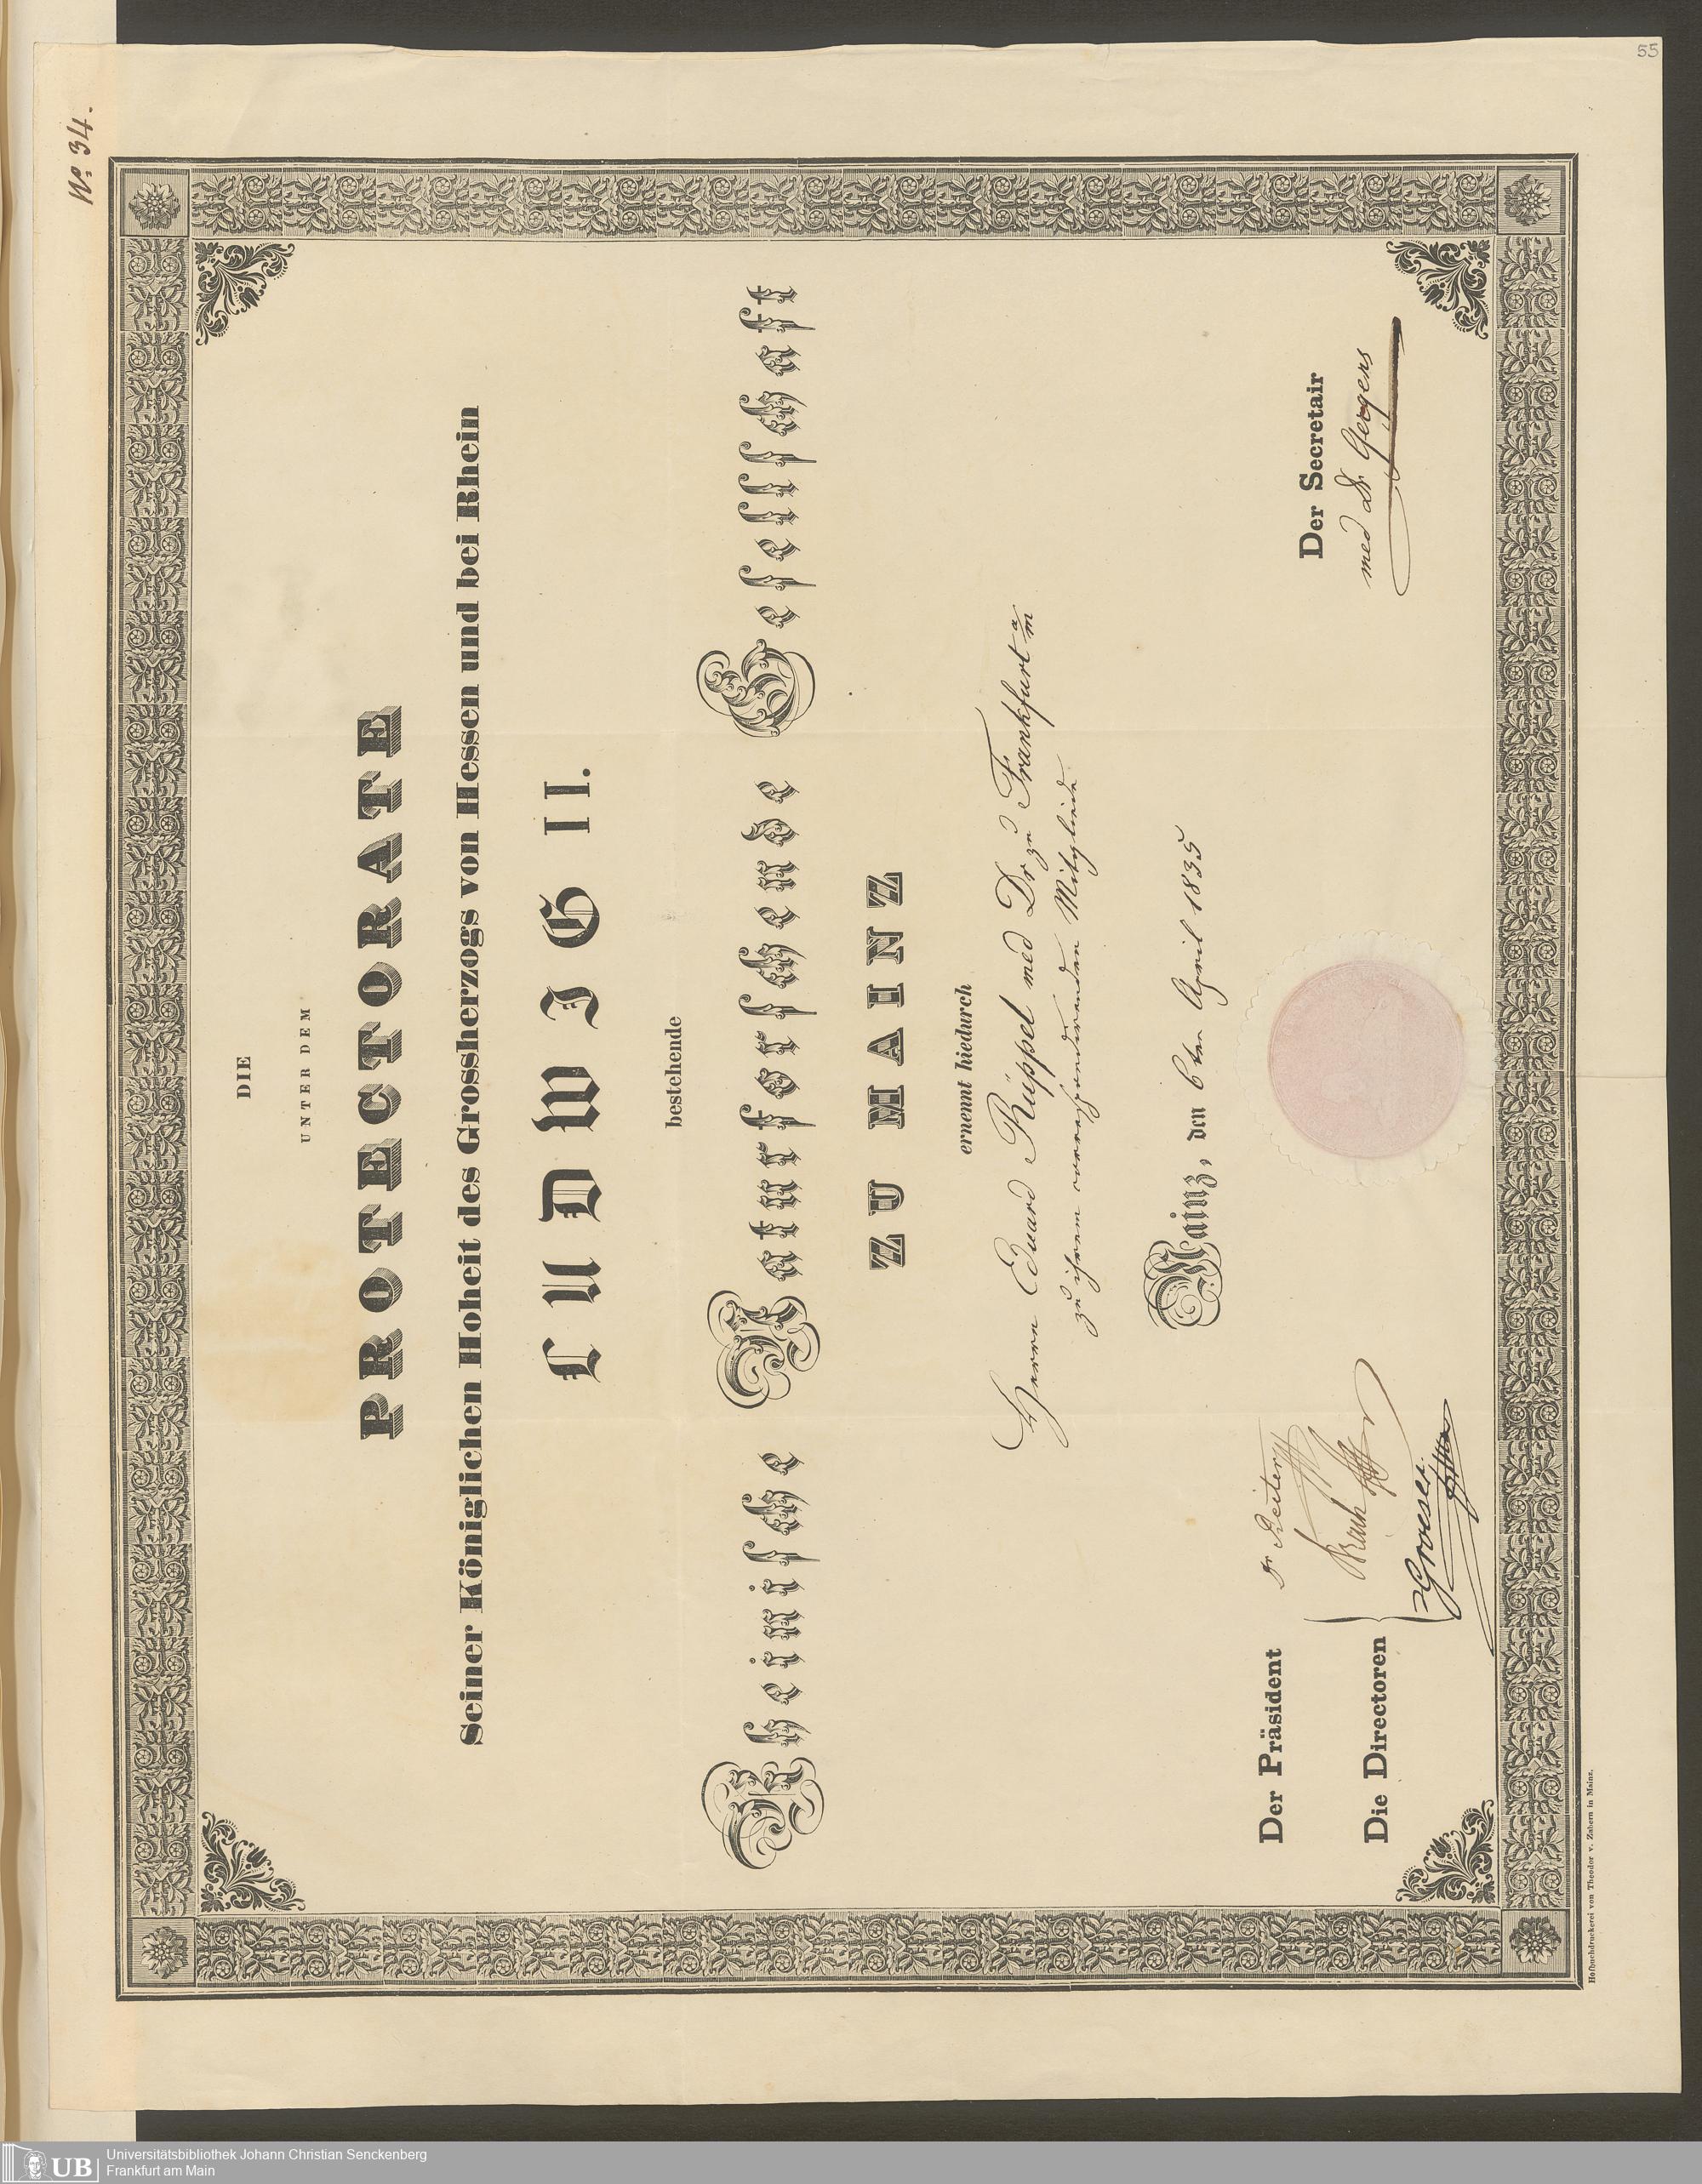 55
No. 34.
DIE
UNTER DEM
PROTECTORATE
Seiner Königlichen Hoheit des Grossherzogs von Hessen und bei Rhein
LUDWIG II.
bestehende
Rheinische Naturforschende Gesellschaft
ZU MAINZ
ernennt hiedurch
Herrn Eduard Rüppel med Dr. zu Frankfurt a/m
zu ihrem correspondirenden Mitgliede
Mainz, den 6ten April 1835
Der Präsident
Die Directoren
Bruch
Groeser
Der Secretair
med Dr Gergens
Hofbuchdruckerei von Theodor v. Zabern in Mainz.
UB
Universitätsbibliothek Johann Christian Senckenberg
Frankfurt am Main